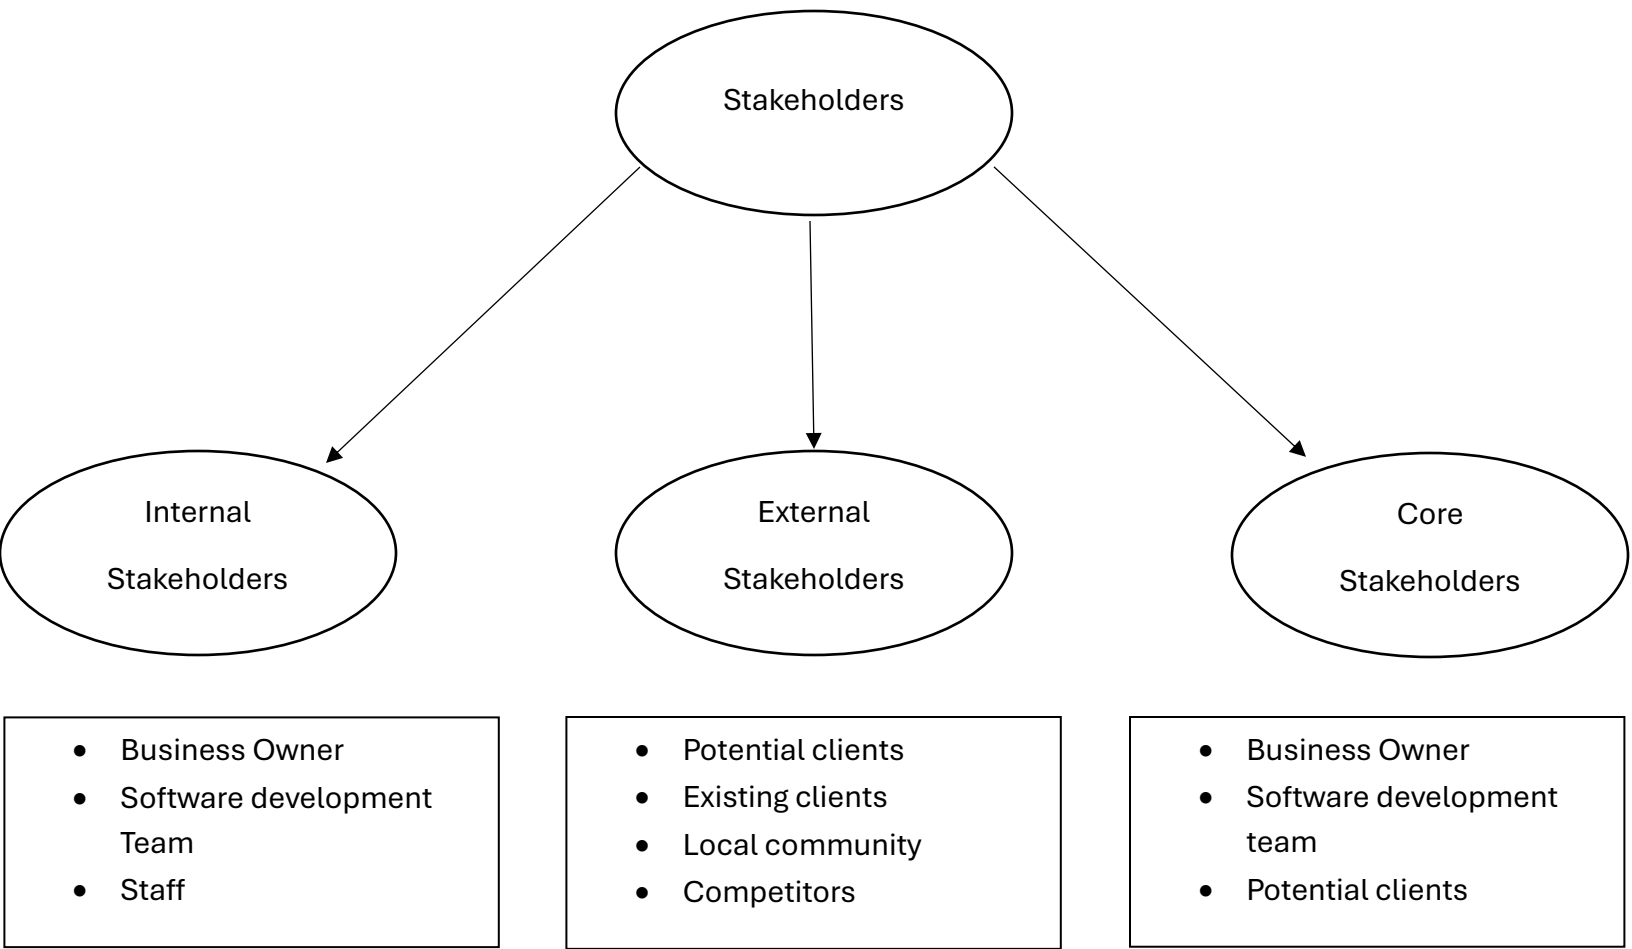 Stakeholders
Internal
Stakeholders
External
Stakeholders
Core
Stakeholders
• Business Owner
• Software development
Team
• Staff
• Potential clients
• Existing clients
• Local community
• Competitors
• Business Owner
• Software development
team
• Potential clients